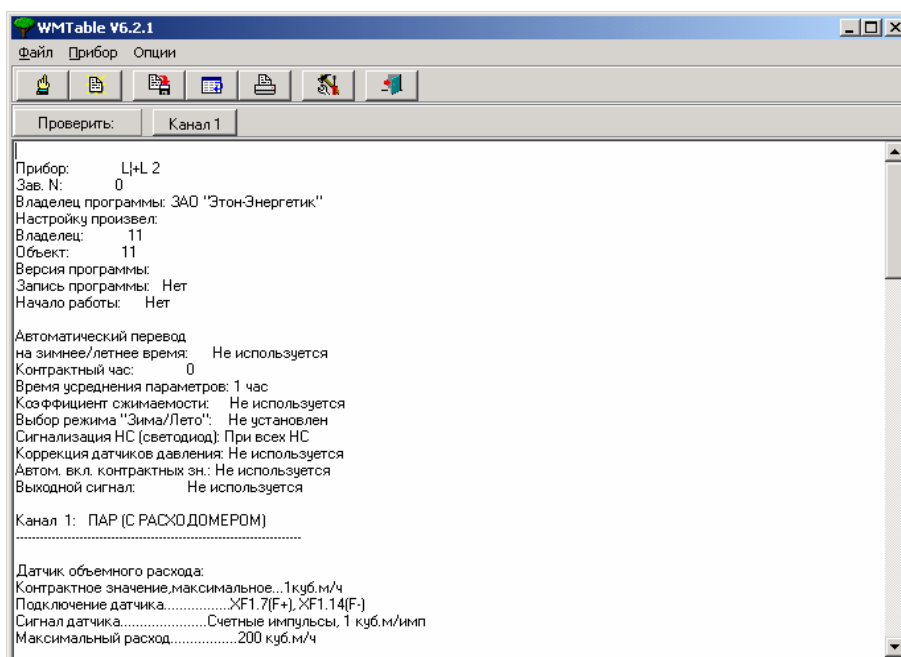 WMTable V6.2.1
Файл Прибор Опции
Проверить: Канал 1
Прибор: L¦+L 2
Зав. N: 0
Владелец программы: ЗАО "Этон-Энергетик"
Настройку произвел:
Владелец: 11
Объект: 11
Версия программы:
Запись программы: Нет
Начало работы: Нет
Автоматический перевод
на зимнее/летнее время: Не используется
Контрактный час: 0
Время усреднения параметров: 1 час
Коэффициент сжимаемости: Не используется
Выбор режима "Зима/Лето": Не установлен
Сигнализация НС (светодиод): При всех НС
Коррекция датчиков давления: Не используется
Автом. вкл. контрактных зн.: Не используется
Выходной сигнал: Не используется
Канал 1: ПАР (С РАСХОДОМЕРОМ)
Датчик объемного расхода:
Контрактное значение,максимальное...1куб.м/ч
Подключение датчика.................XF1.7(F+), XF1.14(F-)
Сигнал датчика......................Счетные импульсы, 1 куб.м/имп
Максимальный расход.................200 куб.м/ч